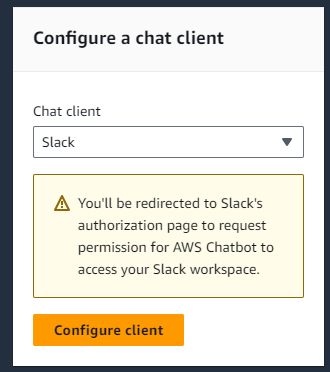 Configure a chat client
Chat client
Slack
You'll be redirected to Slack's
authorization page to request
permission for AWS Chatbot to
access your Slack workspace.
Configure client